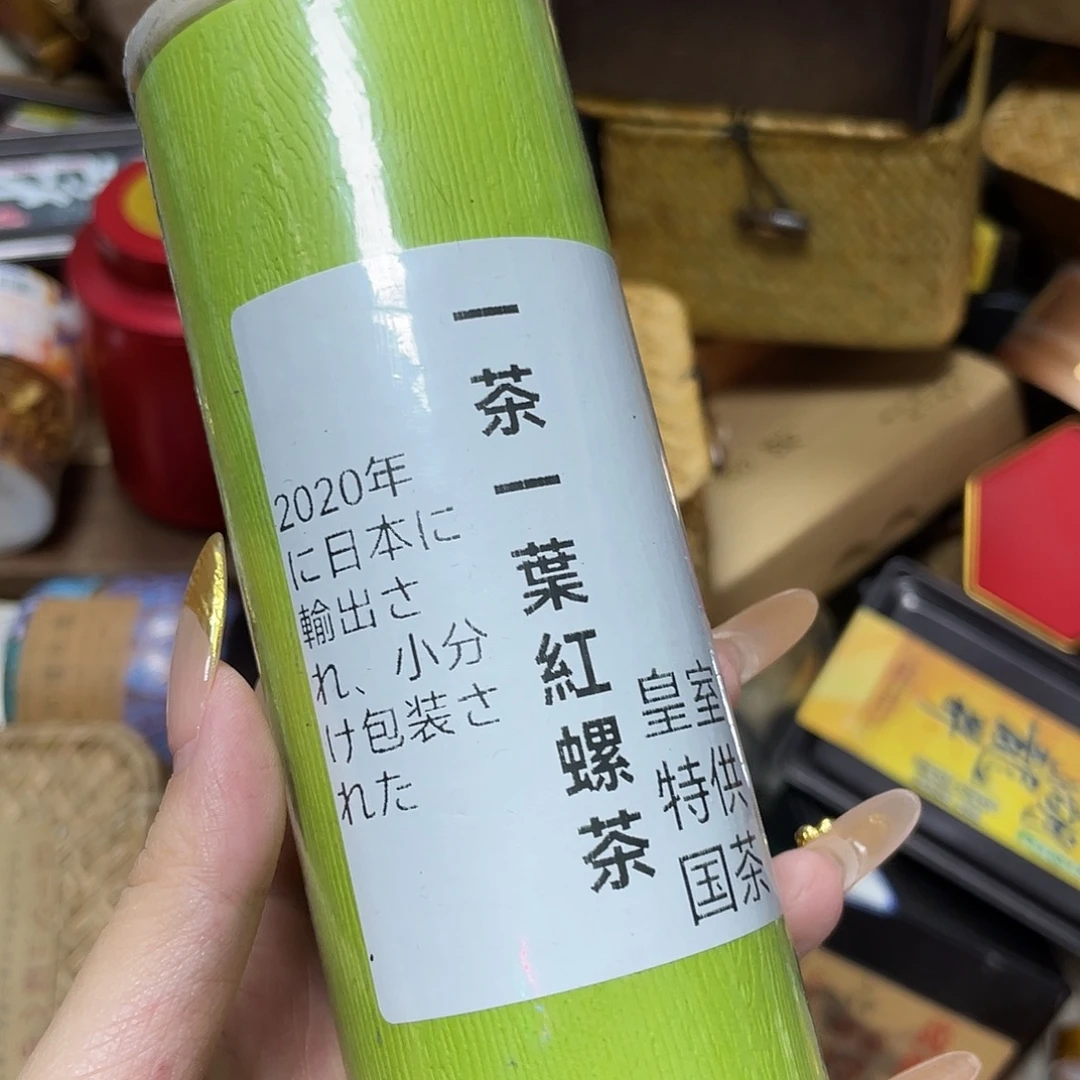 一茶一葉紅螺茶
2020年
に日本に
輸出さ
れ、小分
け包装さ
れた
皇室
特供
国茶